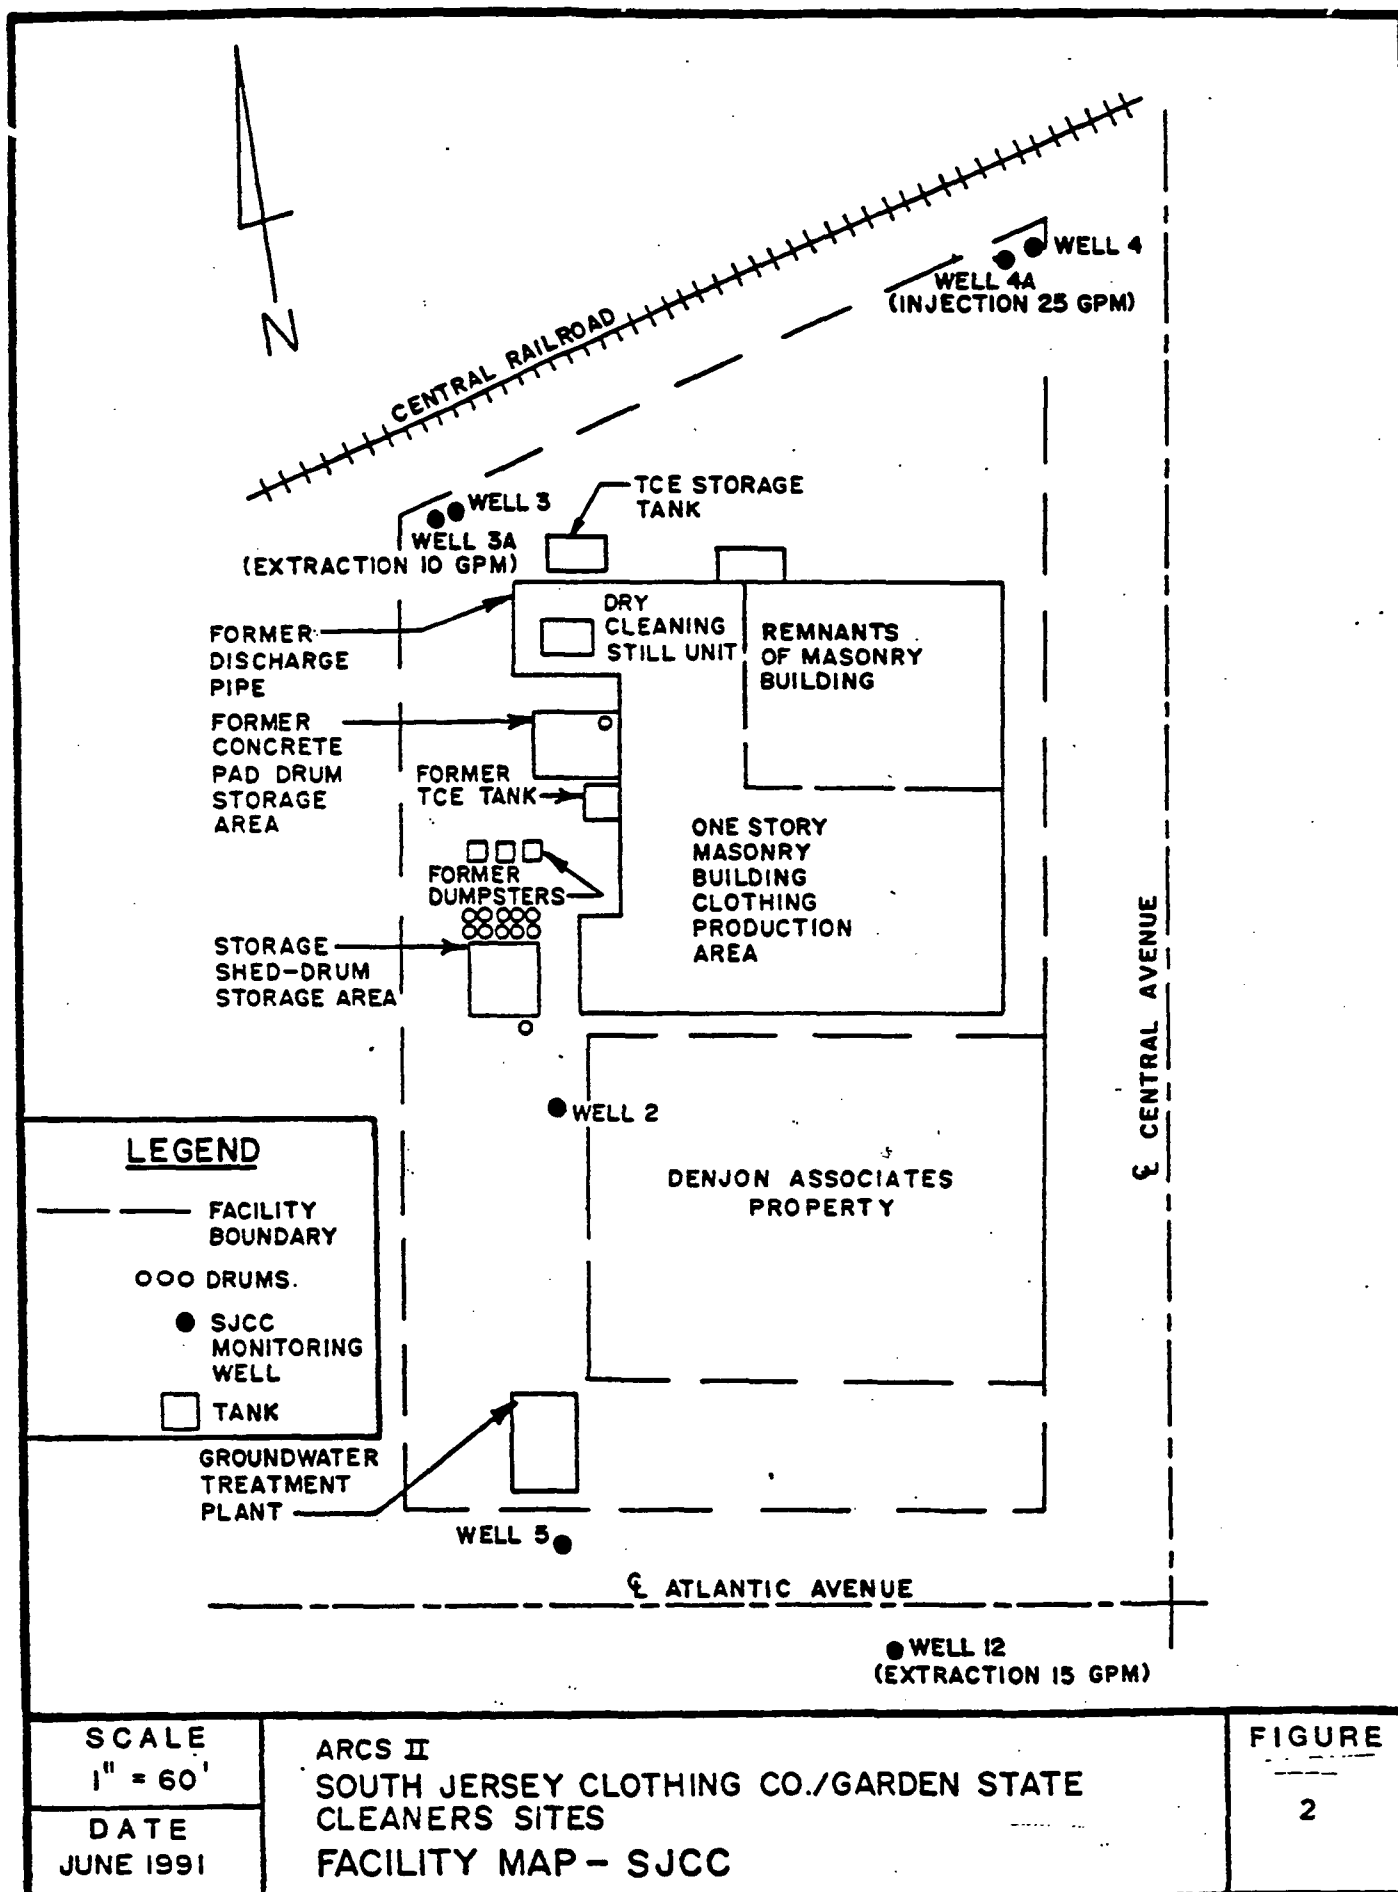 N
CENTRAL RAILROAD
WELL 4
WELL 4A
(INJECTION 25 GPM)
TCE STORAGE
TANK
WELL 3
WELL 3A
(EXTRACTION 10 GPM)
DRY
CLEANING
STILL UNIT
REMNANTS
OF MASONRY
BUILDING
FORMER
DISCHARGE
PIPE
FORMER
CONCRETE
PAD DRUM
STORAGE
AREA
FORMER
TCE TANK
ONE STORY
MASONRY
BUILDING
CLOTHING
PRODUCTION
AREA
FORMER
DUMPSTERS
STORAGE
SHED-DRUM
STORAGE AREA
℄ CENTRAL AVENUE
WELL 2
DENJON ASSOCIATES
PROPERTY
LEGEND
FACILITY
BOUNDARY
DRUMS.
SJCC
MONITORING
WELL
TANK
GROUNDWATER
TREATMENT
PLANT
WELL 5
℄ ATLANTIC AVENUE
WELL 12
(EXTRACTION 15 GPM)
SCALE
1" = 60'
DATE
JUNE 1991
ARCS II
SOUTH JERSEY CLOTHING CO./GARDEN STATE
CLEANERS SITES
FACILITY MAP - SJCC
FIGURE
2